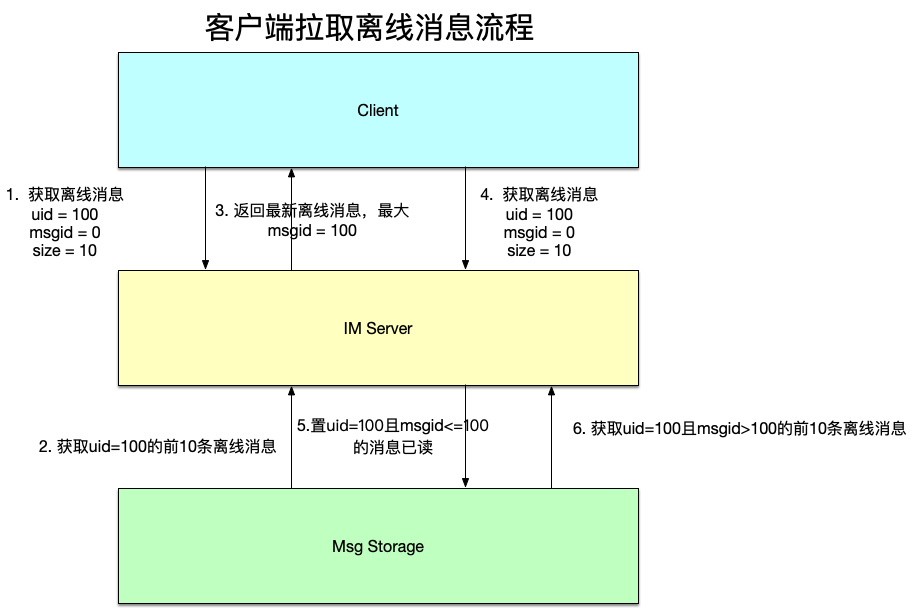 客户端拉取离线消息流程
Client
1. 获取离线消息
uid = 100
msgid = 0
size = 10
3. 返回最新离线消息，最大
msgid = 100
4. 获取离线消息
uid = 100
msgid = 0
size = 10
IM Server
2. 获取uid=100的前10条离线消息
5.置uid=100且msgid<=100
的消息已读
6. 获取uid=100且msgid>100的前10条离线消息
Msg Storage